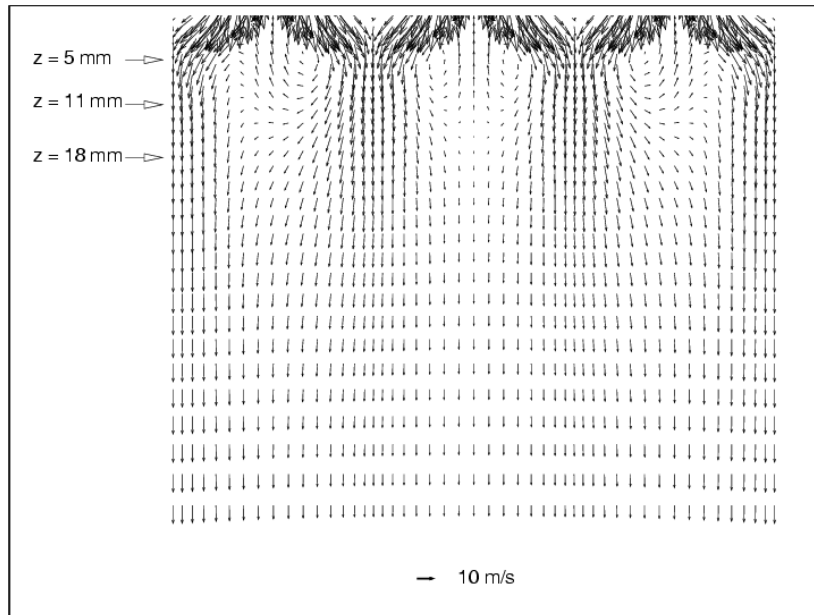 z = 5 mm
z = 11 mm
z = 18 mm
10 m/s